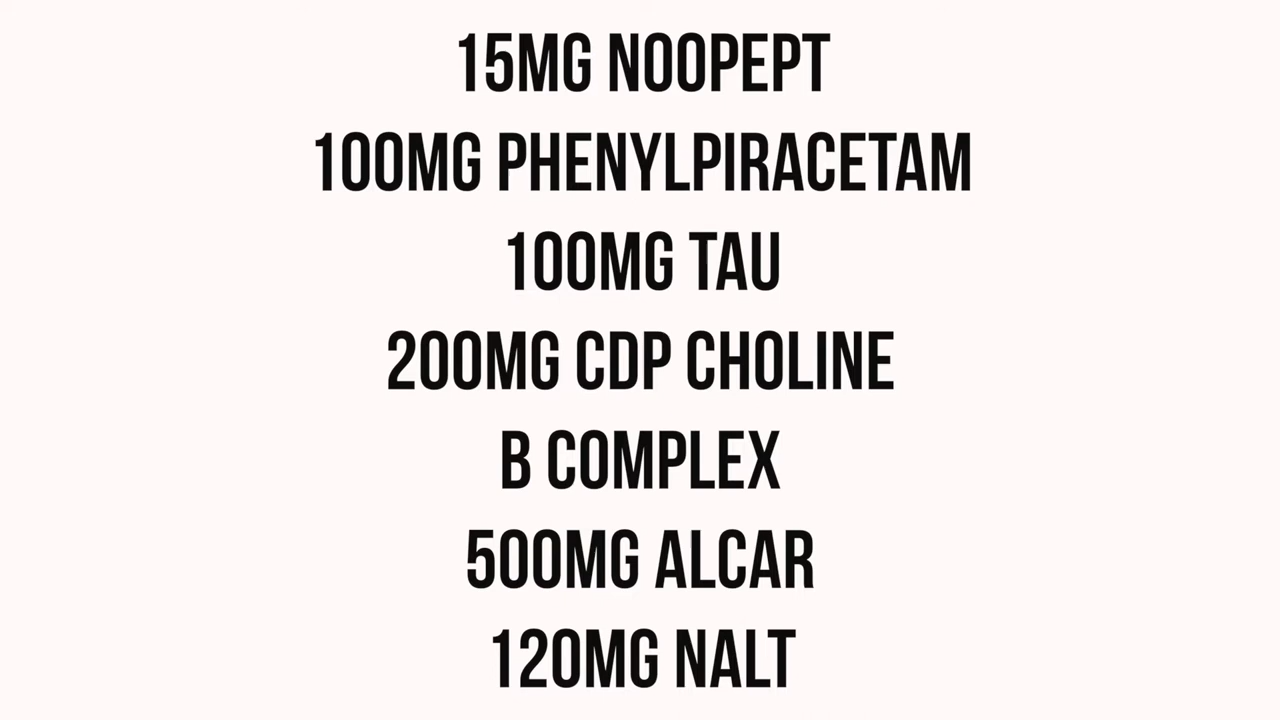 15MG NOOPEPT
100MG PHENYLPIRACETAM
100MG TAU
200MG CDP CHOLINE
B COMPLEX
500MG ALCAR
120MG NALT